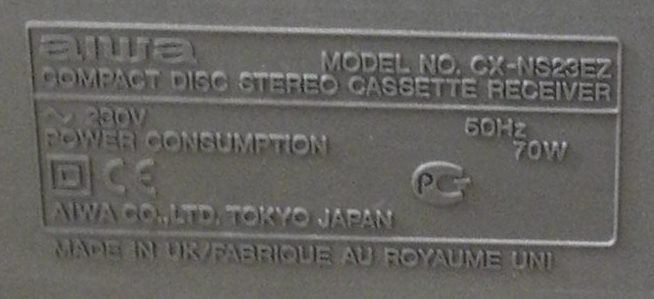 aiwa MODEL NO. CX-NS23EZ
COMPACT DISC STEREO CASSETTE RECEIVER
~ 230V 50Hz
POWER CONSUMPTION 70W
CE PG
AIWA CO.,LTD. TOKYO JAPAN
MADE IN UK/FABRIQUE AU ROYAUME UNI